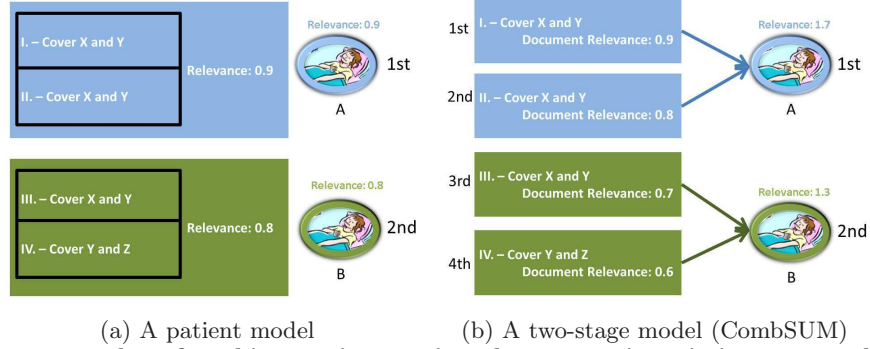 I. – Cover X and Y
II. – Cover X and Y
Relevance: 0.9
Relevance: 0.9
1st
A
III. – Cover X and Y
IV. – Cover Y and Z
Relevance: 0.8
Relevance: 0.8
2nd
B
(a) A patient model
1st
I. – Cover X and Y
Document Relevance: 0.9
2nd
II. – Cover X and Y
Document Relevance: 0.8
Relevance: 1.7
1st
A
3rd
III. – Cover X and Y
Document Relevance: 0.7
4th
IV. – Cover Y and Z
Document Relevance: 0.6
Relevance: 1.3
2nd
B
(b) A two-stage model (CombSUM)